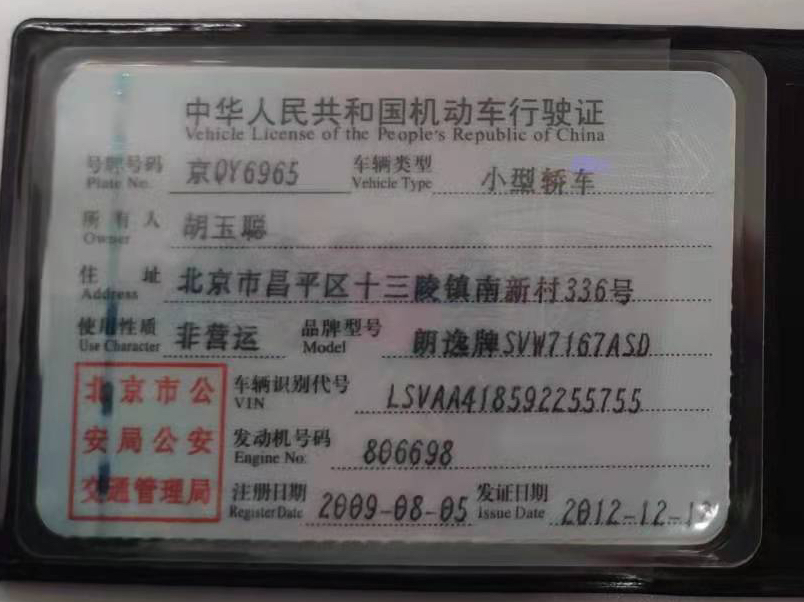 中华人民共和国机动车行驶证
Vehicle License of the People's Republic of China
号牌号码 京QY6965 车辆类型 小型轿车
Plate No. Vehicle Type
所有人 胡玉聪
Owner
住址 北京市昌平区十三陵镇南新村336号
Address
使用性质 非营运 品牌型号 朗逸牌SVW7167ASD
Use Character Model
车辆识别代号 LSVAA418592255755
VIN
发动机号码 806698
Engine No.
注册日期 2009-08-05 发证日期 2012-12-
Register Date Issue Date
北京市公
安局公安
交通管理局